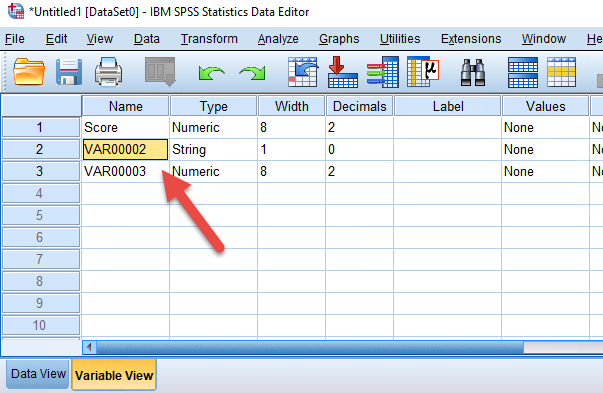 *Untitled1 [DataSet0] - IBM SPSS Statistics Data Editor
File Edit View Data Transform Analyze Graphs Utilities Extensions Window He
μ
Name Type Width Decimals Label Values
1 Score Numeric 8 2 None No
2 VAR00002 String 1 0 None No
3 VAR00003 Numeric 8 2 None No
4
5
6
7
8
9
10
Data View Variable View